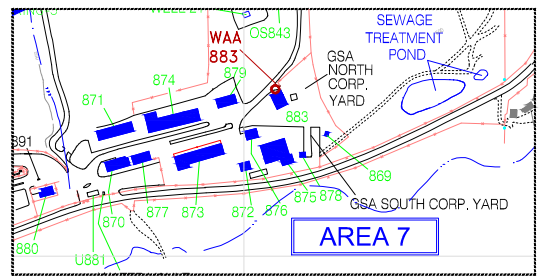 OS843
WAA
883
SEWAGE
TREATMENT
POND
GSA
NORTH
CORP.
YARD
879
874
871
883
891
869
GSA SOUTH CORP. YARD
880
870
877
873
872
876
875
878
U881
AREA 7